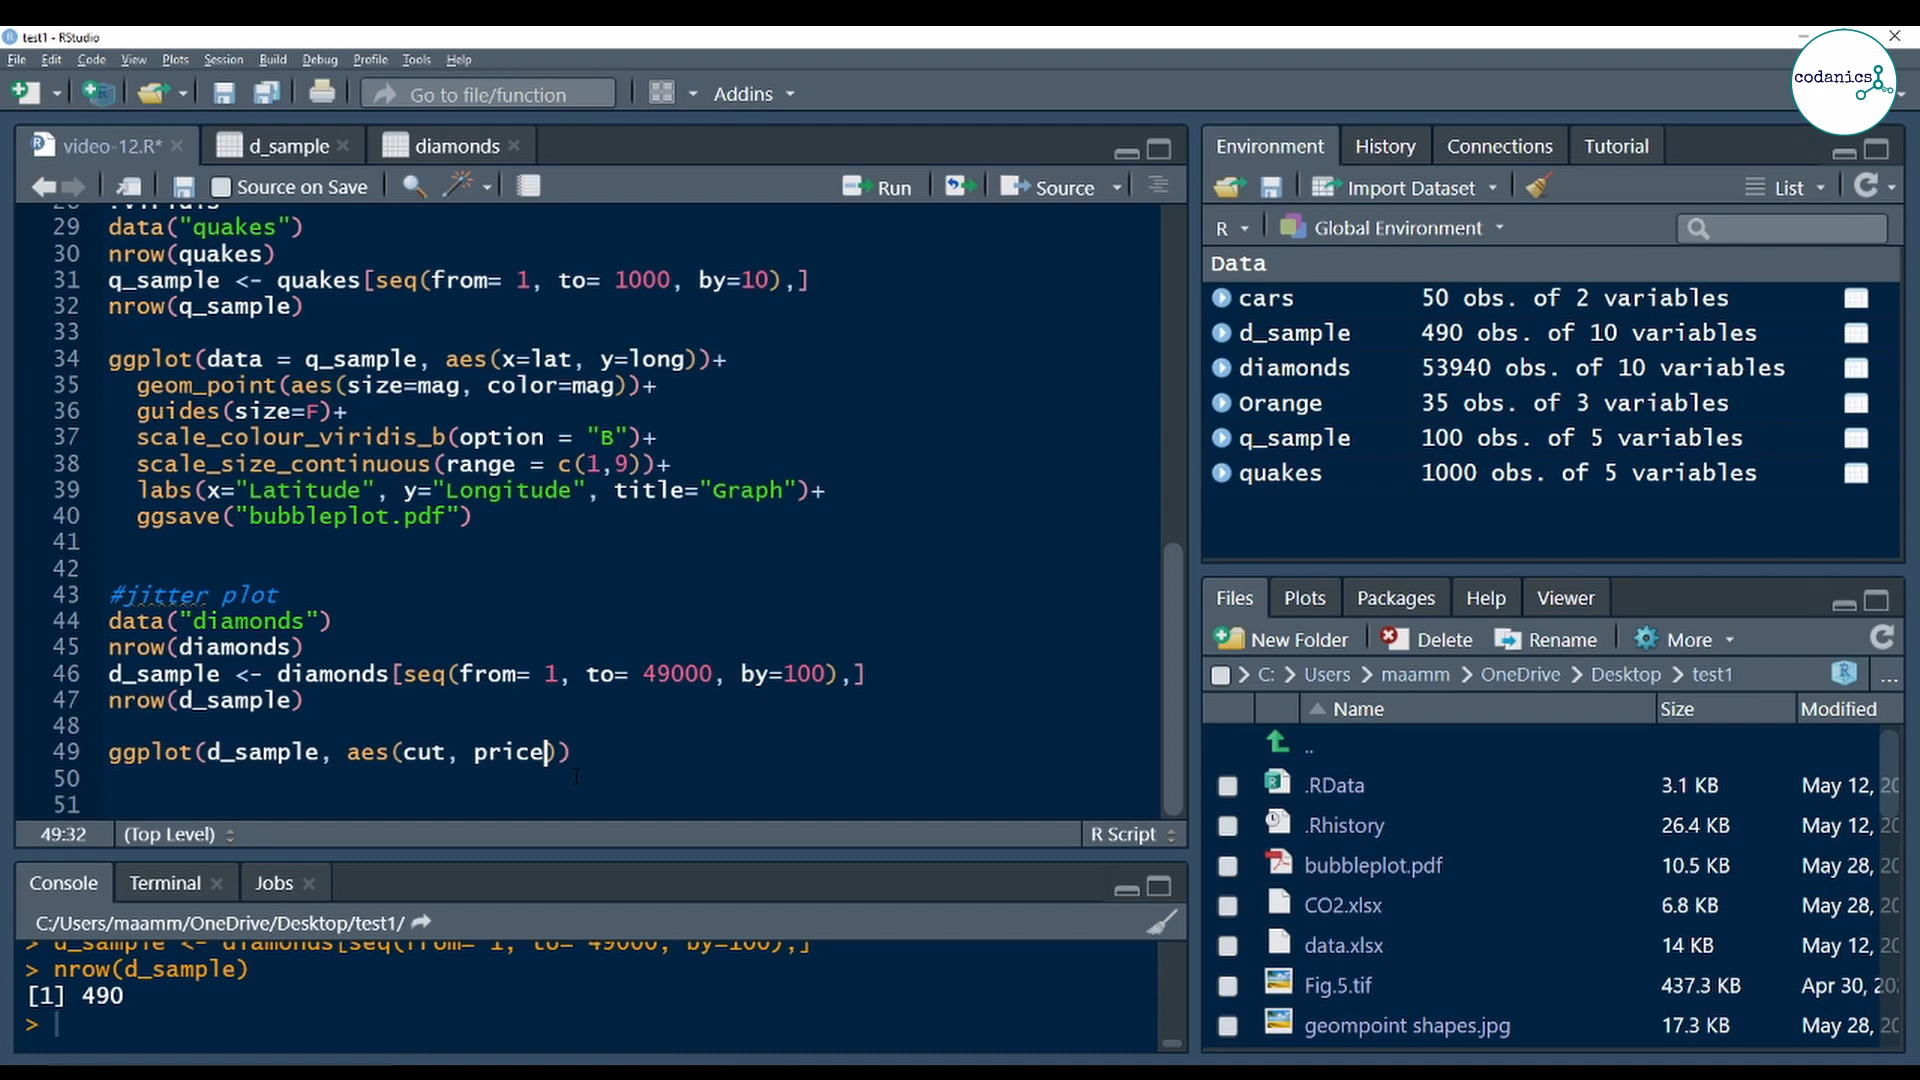 test1 - RStudio
codanics
File Edit Code View Plots Session Build Debug Profile Tools Help
Go to file/function Addins
video-12.R* d_sample diamonds
Source on Save Run Source
29 data("quakes")
30 nrow(quakes)
31 q_sample <- quakes[seq(from= 1, to= 1000, by=10),]
32 nrow(q_sample)
33
34 ggplot(data = q_sample, aes(x=lat, y=long))+
35 geom_point(aes(size=mag, color=mag))+
36 guides(size=F)+
37 scale_colour_viridis_b(option = "B")+
38 scale_size_continuous(range = c(1,9))+
39 labs(x="Latitude", y="Longitude", title="Graph")+
40 ggsave("bubbleplot.pdf")
41
42
43 #jitter plot
44 data("diamonds")
45 nrow(diamonds)
46 d_sample <- diamonds[seq(from= 1, to= 49000, by=100),]
47 nrow(d_sample)
48
49 ggplot(d_sample, aes(cut, price))
50
51
49:32 (Top Level) R Script
Console Terminal Jobs
C:/Users/maamm/OneDrive/Desktop/test1/
> d_sample <- diamonds[seq(from= 1, to= 49000, by=100),]
> nrow(d_sample)
[1] 490
>
Environment History Connections Tutorial
Import Dataset List
R Global Environment
Data
cars 50 obs. of 2 variables
d_sample 490 obs. of 10 variables
diamonds 53940 obs. of 10 variables
Orange 35 obs. of 3 variables
q_sample 100 obs. of 5 variables
quakes 1000 obs. of 5 variables
Files Plots Packages Help Viewer
New Folder Delete Rename More
C: > Users > maamm > OneDrive > Desktop > test1 ...
Name Size Modified
..
.RData 3.1 KB May 12, 20
.Rhistory 26.4 KB May 12, 20
bubbleplot.pdf 10.5 KB May 28, 20
CO2.xlsx 6.8 KB May 28, 20
data.xlsx 14 KB May 12, 20
Fig.5.tif 437.3 KB Apr 30, 20
geompoint shapes.jpg 17.3 KB May 28, 20